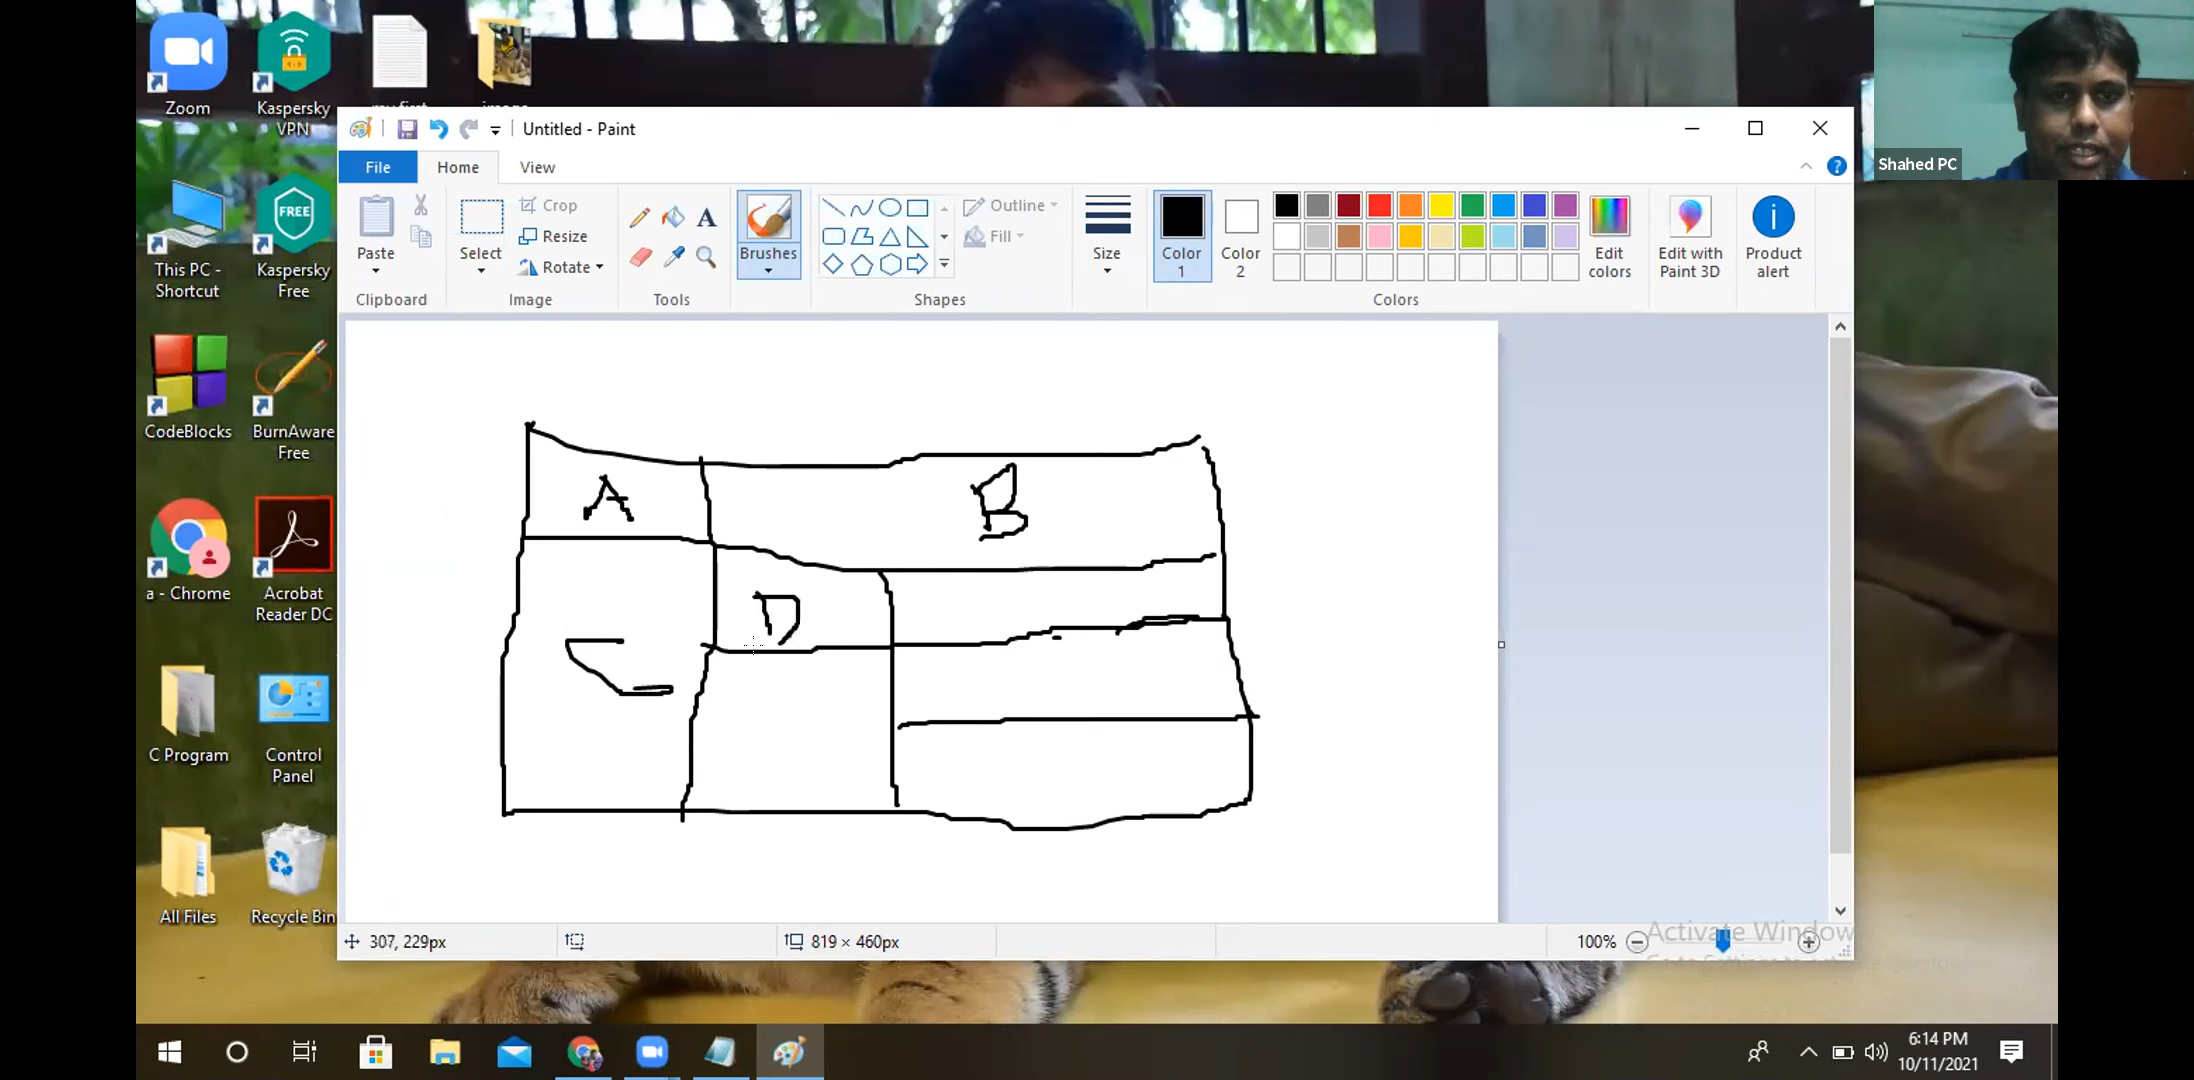 Zoom
Kaspersky
VPN
This PC -
Shortcut
FREE
Kaspersky
Free
CodeBlocks
BurnAware
Free
a - Chrome
Acrobat
Reader DC
C Program
Control
Panel
All Files
Recycle Bin
Untitled - Paint
File Home View
Paste
Clipboard
Select
Crop
Resize
Rotate
Image
A
Tools
Brushes
Shapes
Outline
Fill
Size
Color
1
Color
2
Colors
Edit
colors
Edit with
Paint 3D
Product
alert
A
B
C
D
307, 229px
819 × 460px
100%
Activate Window
Shahed PC
6:14 PM
10/11/2021